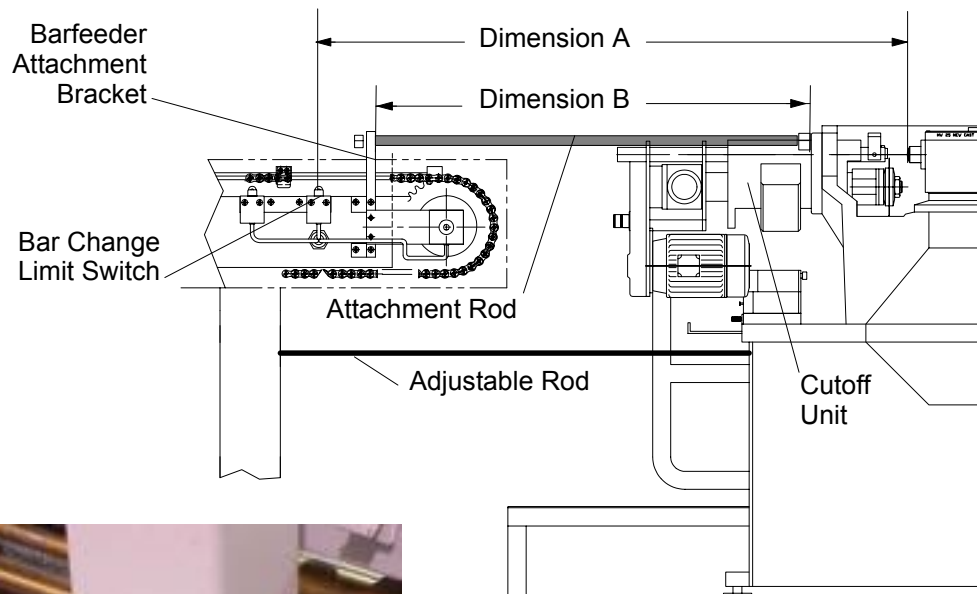 Barfeeder
Attachment
Bracket
Dimension A
Dimension B
Bar Change
Limit Switch
Attachment Rod
Adjustable Rod
Cutoff
Unit